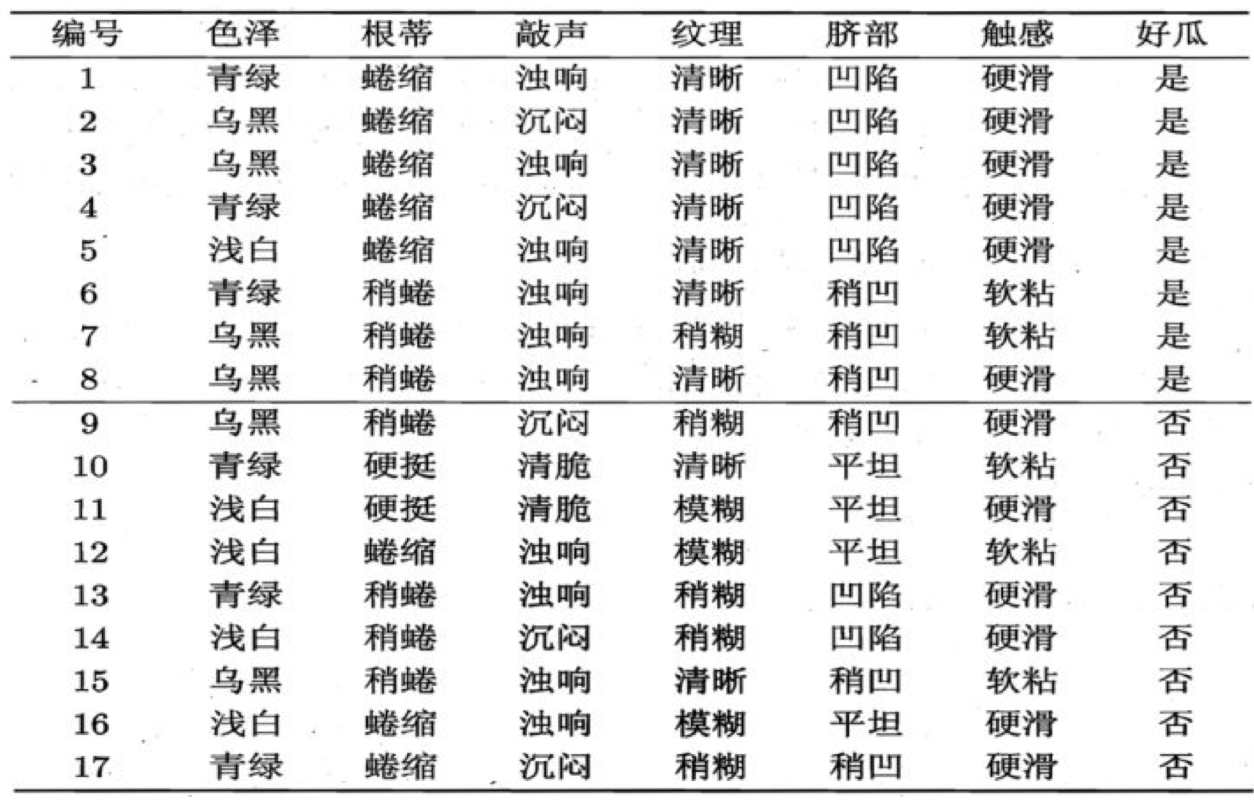 编号 色泽 根蒂 敲声 纹理 脐部 触感 好瓜
1 青绿 蜷缩 浊响 清晰 凹陷 硬滑 是
2 乌黑 蜷缩 沉闷 清晰 凹陷 硬滑 是
3 乌黑 蜷缩 浊响 清晰 凹陷 硬滑 是
4 青绿 蜷缩 沉闷 清晰 凹陷 硬滑 是
5 浅白 蜷缩 浊响 清晰 凹陷 硬滑 是
6 青绿 稍蜷 浊响 清晰 稍凹 软粘 是
7 乌黑 稍蜷 浊响 稍糊 稍凹 软粘 是
8 乌黑 稍蜷 浊响 清晰 稍凹 硬滑 是
9 乌黑 稍蜷 沉闷 稍糊 稍凹 硬滑 否
10 青绿 硬挺 清脆 清晰 平坦 软粘 否
11 浅白 硬挺 清脆 模糊 平坦 硬滑 否
12 浅白 蜷缩 浊响 模糊 平坦 软粘 否
13 青绿 稍蜷 浊响 稍糊 凹陷 硬滑 否
14 浅白 稍蜷 沉闷 稍糊 凹陷 硬滑 否
15 乌黑 稍蜷 浊响 清晰 稍凹 软粘 否
16 浅白 蜷缩 浊响 模糊 平坦 硬滑 否
17 青绿 蜷缩 沉闷 稍糊 稍凹 硬滑 否